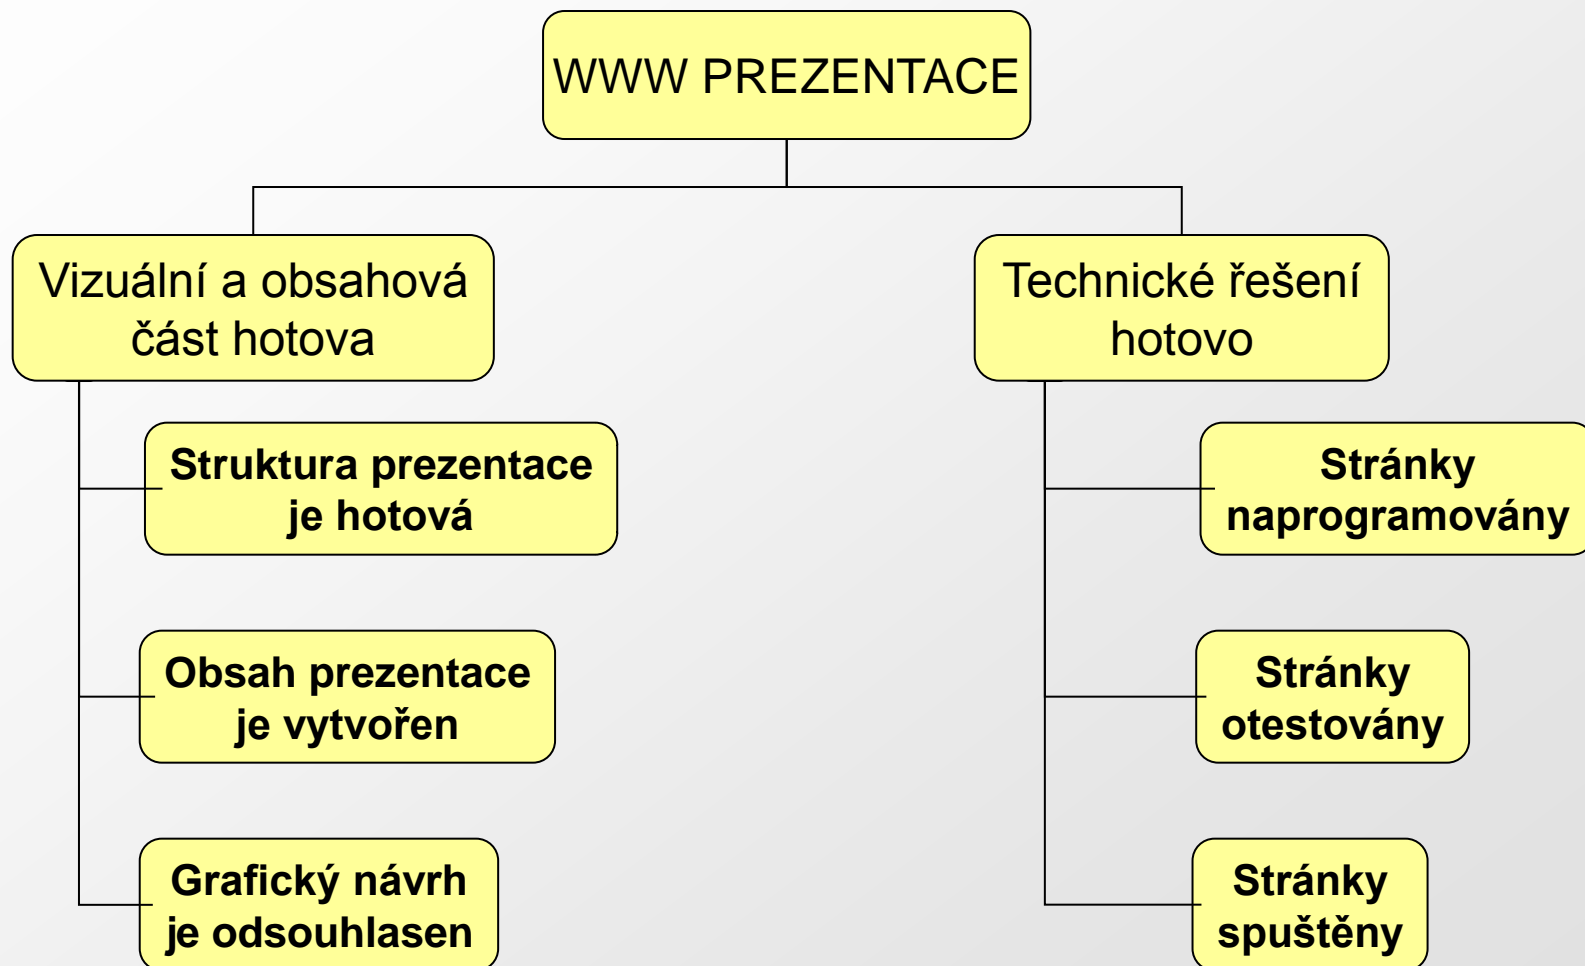 WWW PREZENTACE
Vizuální a obsahová
část hotova
Struktura prezentace
je hotová
Obsah prezentace
je vytvořen
Grafický návrh
je odsouhlasen
Technické řešení
hotovo
Stránky
naprogramovány
Stránky
otestovány
Stránky
spuštěny